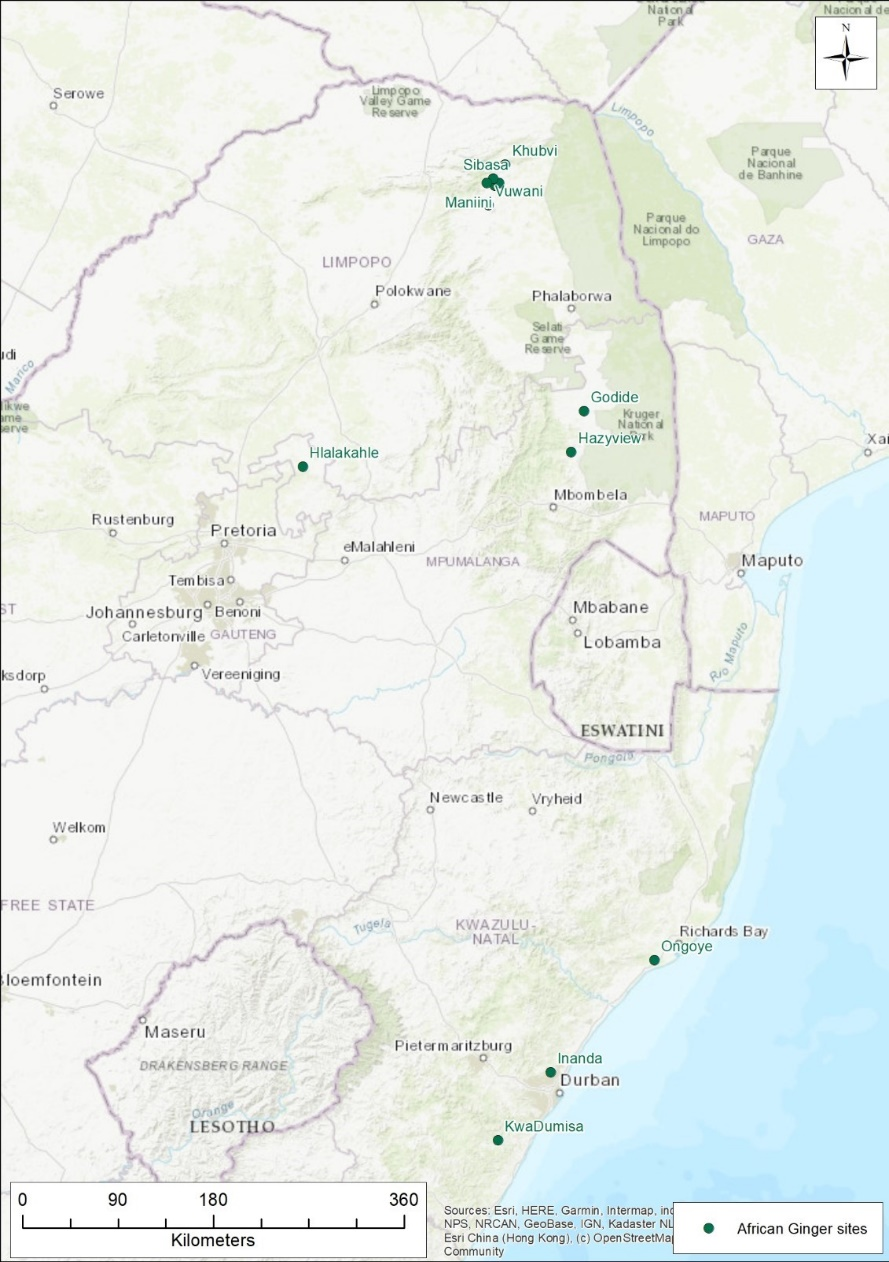 National
Park
Nacional de
N
Serowe
Limpopo
Valley Game
Reserve
Limpopo
Khubvi
Sibasa
Vuwani
Maniini
Parque
Nacional
de Banhine
Parque
Nacional do
Limpopo
GAZA
LIMPOPO
Polokwane
Phalaborwa
Selati
Game
Reserve
Marico
Godide
Kruger
National
Park
Hazyview
Hlalakahle
Xai
Mbombela
Rustenburg
Pretoria
MAPUTO
eMalahleni
MPUMALANGA
Maputo
Tembisa
Johannesburg
Benoni
Carletonville
GAUTENG
Mbabane
Lobamba
Rio Maputo
ksdorp
Vereeniging
ESWATINI
Pongola
Newcastle
Vryheid
Welkom
FREE STATE
Tugela
KWAZULU-
NATAL
Richards Bay
Ongoye
Bloemfontein
Maseru
Pietermaritzburg
DRAKENSBERG RANGE
Inanda
Durban
Orange
LESOTHO
KwaDumisa
0 90 180 360
Kilometers
Sources: Esri, HERE, Garmin, Intermap, inc
NPS, NRCAN, GeoBase, IGN, Kadaster NL
Esri China (Hong Kong), (c) OpenStreetMap
Community
African Ginger sites